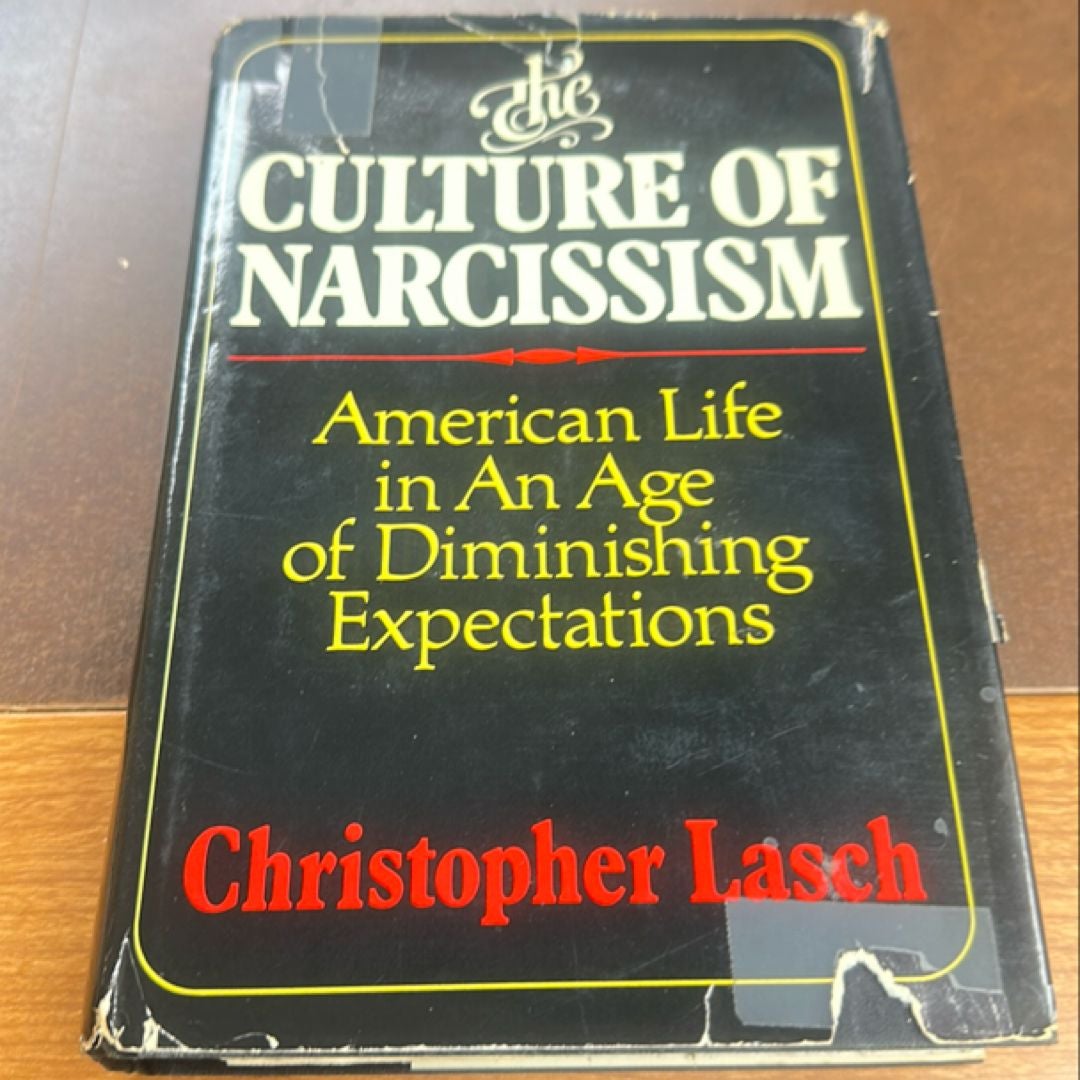 The
CULTURE OF
NARCISSISM
American Life
in An Age
of Diminishing
Expectations
Christopher Lasch